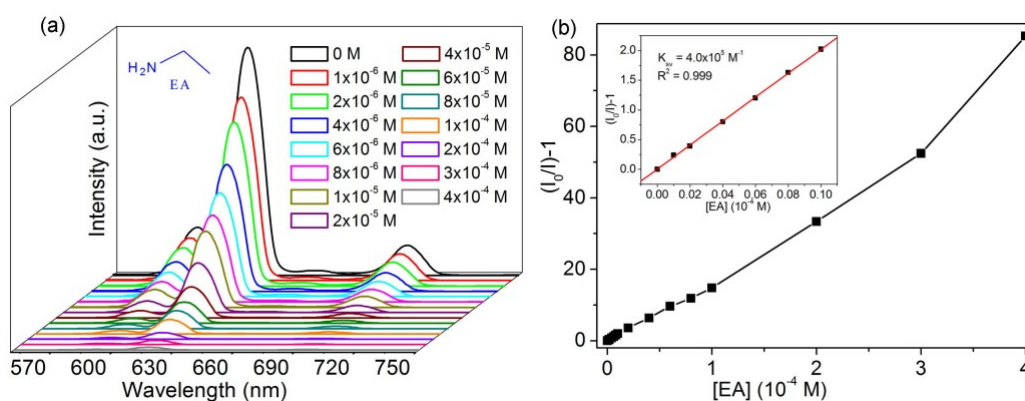 (a)
H₂N
EA
0 M
1x10⁻⁶ M
2x10⁻⁶ M
4x10⁻⁶ M
6x10⁻⁶ M
8x10⁻⁶ M
1x10⁻⁵ M
2x10⁻⁵ M
4x10⁻⁵ M
6x10⁻⁵ M
8x10⁻⁵ M
1x10⁻⁴ M
2x10⁻⁴ M
3x10⁻⁴ M
4x10⁻⁴ M
Intensity (a.u.)
570 600 630 660 690 720 750
Wavelength (nm)
(b)
(I₀/I)-1
80
60
40
20
0
0 1 2 3 4
[EA] (10⁻⁴ M)
Kₛᵥ = 4.0x10⁵ M⁻¹
R² = 0.999
(I₀/I)-1
2.0
1.5
1.0
0.5
0.0
0.00 0.02 0.04 0.06 0.08 0.10
[EA] (10⁻⁴ M)